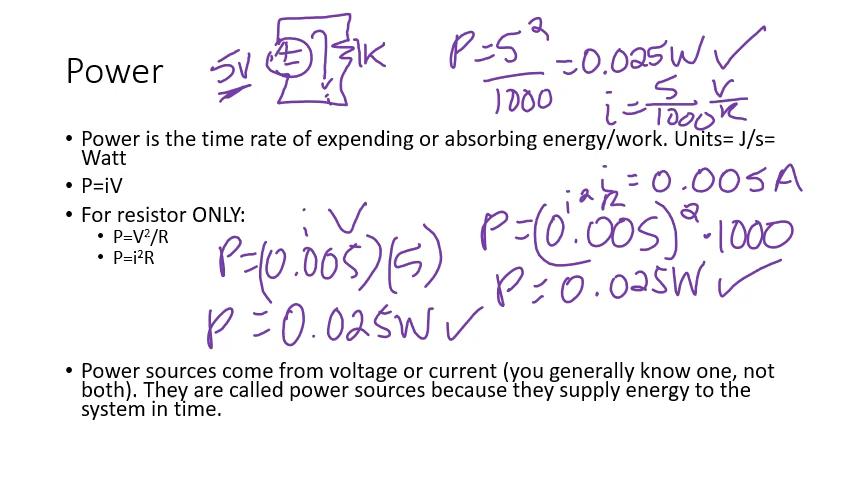 Power
5V
1K
i
P=5²/1000=0.025W ✓
i=5/1000 V/R
• Power is the time rate of expending or absorbing energy/work. Units= J/s=
Watt
i = 0.005A
• P=iV
• For resistor ONLY:
• P=V²/R
• P=i²R
i V
P=(0.005)(5)
P=0.025W ✓
i² R
P=(0.005)²·1000
P=0.025W ✓
• Power sources come from voltage or current (you generally know one, not
both). They are called power sources because they supply energy to the
system in time.